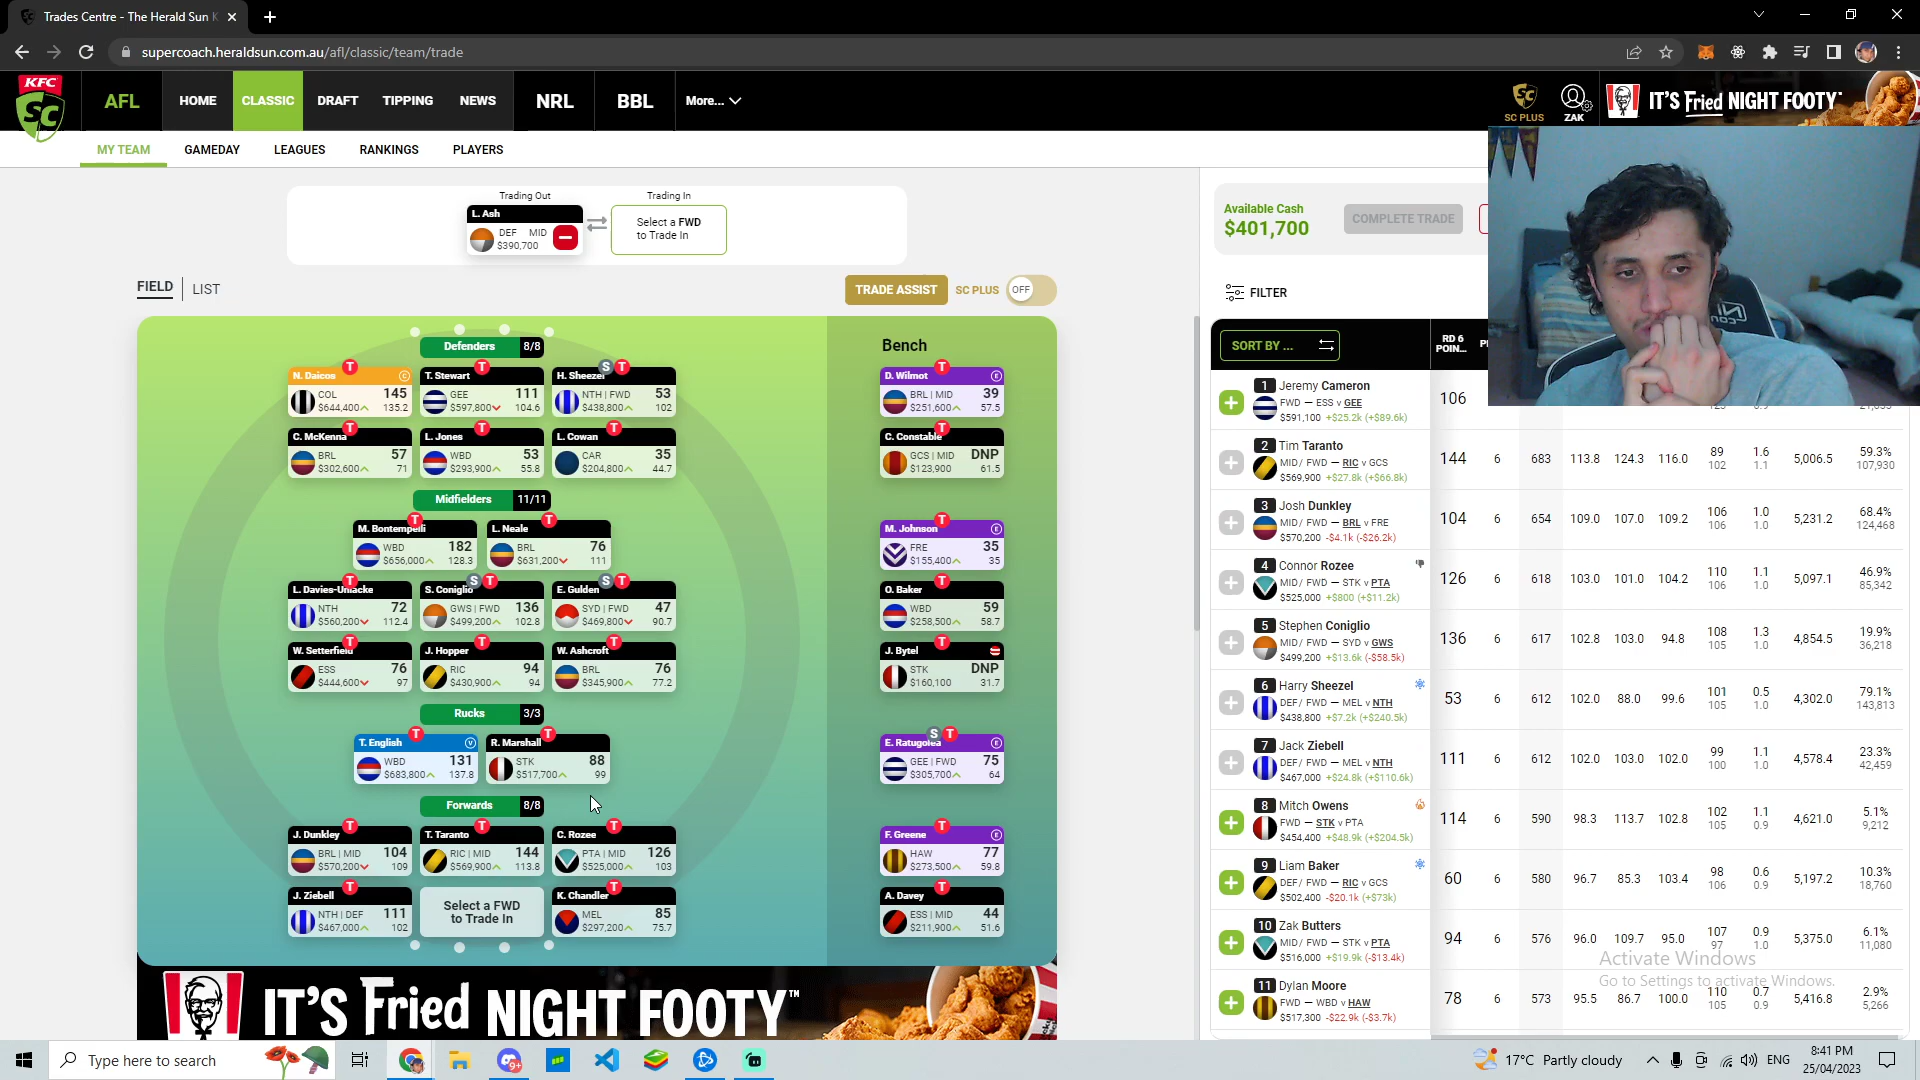 Trades Centre - The Herald Sun K
supercoach.heraldsun.com.au/afl/classic/team/trade
KFC
SC
AFL HOME CLASSIC DRAFT TIPPING NEWS NRL BBL More...
SC PLUS ZAK
IT'S Fried NIGHT FOOTY™
MY TEAM GAMEDAY LEAGUES RANKINGS PLAYERS
Trading Out Trading In
L. Ash
DEF MID
$390,700
Select a FWD
to Trade In
Available Cash
$401,700
COMPLETE TRADE
FIELD LIST
TRADE ASSIST SC PLUS OFF
FILTER
Defenders 8/8
Bench
N. Daicos
COL 145
$644,400 135.2
T. Stewart
GEE 111
$597,800 104.6
H. Sheezel
NTH | FWD 53
$438,800 102
D. Wilmot
BRL | MID 39
$251,600 57.5
C. McKenna
BRL 57
$302,600 71
L. Jones
WBD 53
$293,900 55.8
L. Cowan
CAR 35
$204,800 44.7
C. Constable
GCS | MID DNP
$123,900 61.5
Midfielders 11/11
M. Bontempelli
WBD 182
$656,000 128.3
L. Neale
BRL 76
$631,200 111
M. Johnson
FRE 35
$155,400 35
L. Davies-Uniacke
NTH 72
$560,200 112.4
S. Coniglio
GWS | FWD 136
$499,200 102.8
E. Gulden
SYD | FWD 47
$469,800 90.7
O. Baker
WBD 59
$258,500 58.7
W. Setterfield
ESS 76
$444,600 97
J. Hopper
RIC 94
$430,900 94
W. Ashcroft
BRL 76
$345,900 77.2
J. Bytel
STK DNP
$160,100 31.7
Rucks 3/3
T. English
WBD 131
$683,800 137.8
R. Marshall
STK 88
$517,700 99
E. Ratugolea
GEE | FWD 75
$305,700 64
Forwards 8/8
J. Dunkley
BRL | MID 104
$570,200 109
T. Taranto
RIC | MID 144
$569,900 113.8
C. Rozee
PTA | MID 126
$525,000 103
F. Greene
HAW 77
$273,500 59.8
J. Ziebell
NTH | DEF 111
$467,000 102
Select a FWD
to Trade In
K. Chandler
MEL 85
$297,200 75.7
A. Davey
ESS | MID 44
$211,900 51.6
IT'S Fried NIGHT FOOTY™
SORT BY ...
RD 6
POIN...
1 Jeremy Cameron
FWD — ESS v GEE
$591,100 +$25.2k (+$89.6k)
106
2 Tim Taranto
MID/ FWD — RIC v GCS
$569,900 +$27.8k (+$66.8k)
144 6 683 113.8 124.3 116.0 89 102 1.6 1.1 5,006.5 59.3% 107,930
3 Josh Dunkley
MID/ FWD — BRL v FRE
$570,200 -$4.1k (-$26.2k)
104 6 654 109.0 107.0 109.2 106 106 1.0 1.0 5,231.2 68.4% 124,468
4 Connor Rozee
MID/ FWD — STK v PTA
$525,000 +$800 (+$11.2k)
126 6 618 103.0 101.0 104.2 110 106 1.1 1.0 5,097.1 46.9% 85,342
5 Stephen Coniglio
MID/ FWD — SYD v GWS
$499,200 +$13.6k (-$58.5k)
136 6 617 102.8 103.0 94.8 108 105 1.3 1.0 4,854.5 19.9% 36,218
6 Harry Sheezel
DEF/ FWD — MEL v NTH
$438,800 +$7.2k (+$240.5k)
53 6 612 102.0 88.0 99.6 101 105 0.5 1.0 4,302.0 79.1% 143,813
7 Jack Ziebell
DEF/ FWD — MEL v NTH
$467,000 +$24.8k (+$110.6k)
111 6 612 102.0 103.0 102.0 99 100 1.1 1.0 4,578.4 23.3% 42,459
8 Mitch Owens
FWD — STK v PTA
$454,400 +$48.9k (+$204.5k)
114 6 590 98.3 113.7 102.8 102 105 1.1 0.9 4,621.0 5.1% 9,212
9 Liam Baker
DEF/ FWD — RIC v GCS
$502,400 -$20.1k (+$73k)
60 6 580 96.7 85.3 103.4 98 106 0.6 0.9 5,197.2 10.3% 18,760
10 Zak Butters
MID/ FWD — STK v PTA
$516,000 +$19.9k (-$13.4k)
94 6 576 96.0 109.7 95.0 107 97 0.9 1.0 5,375.0 6.1% 11,080
11 Dylan Moore
FWD — WBD v HAW
$517,300 -$22.9k (-$3.7k)
78 6 573 95.5 86.7 100.0 110 105 0.7 0.9 5,416.8 2.9% 5,266
Activate Windows
Go to Settings to activate Windows.
Type here to search
17°C Partly cloudy ENG 8:41 PM
25/04/2023